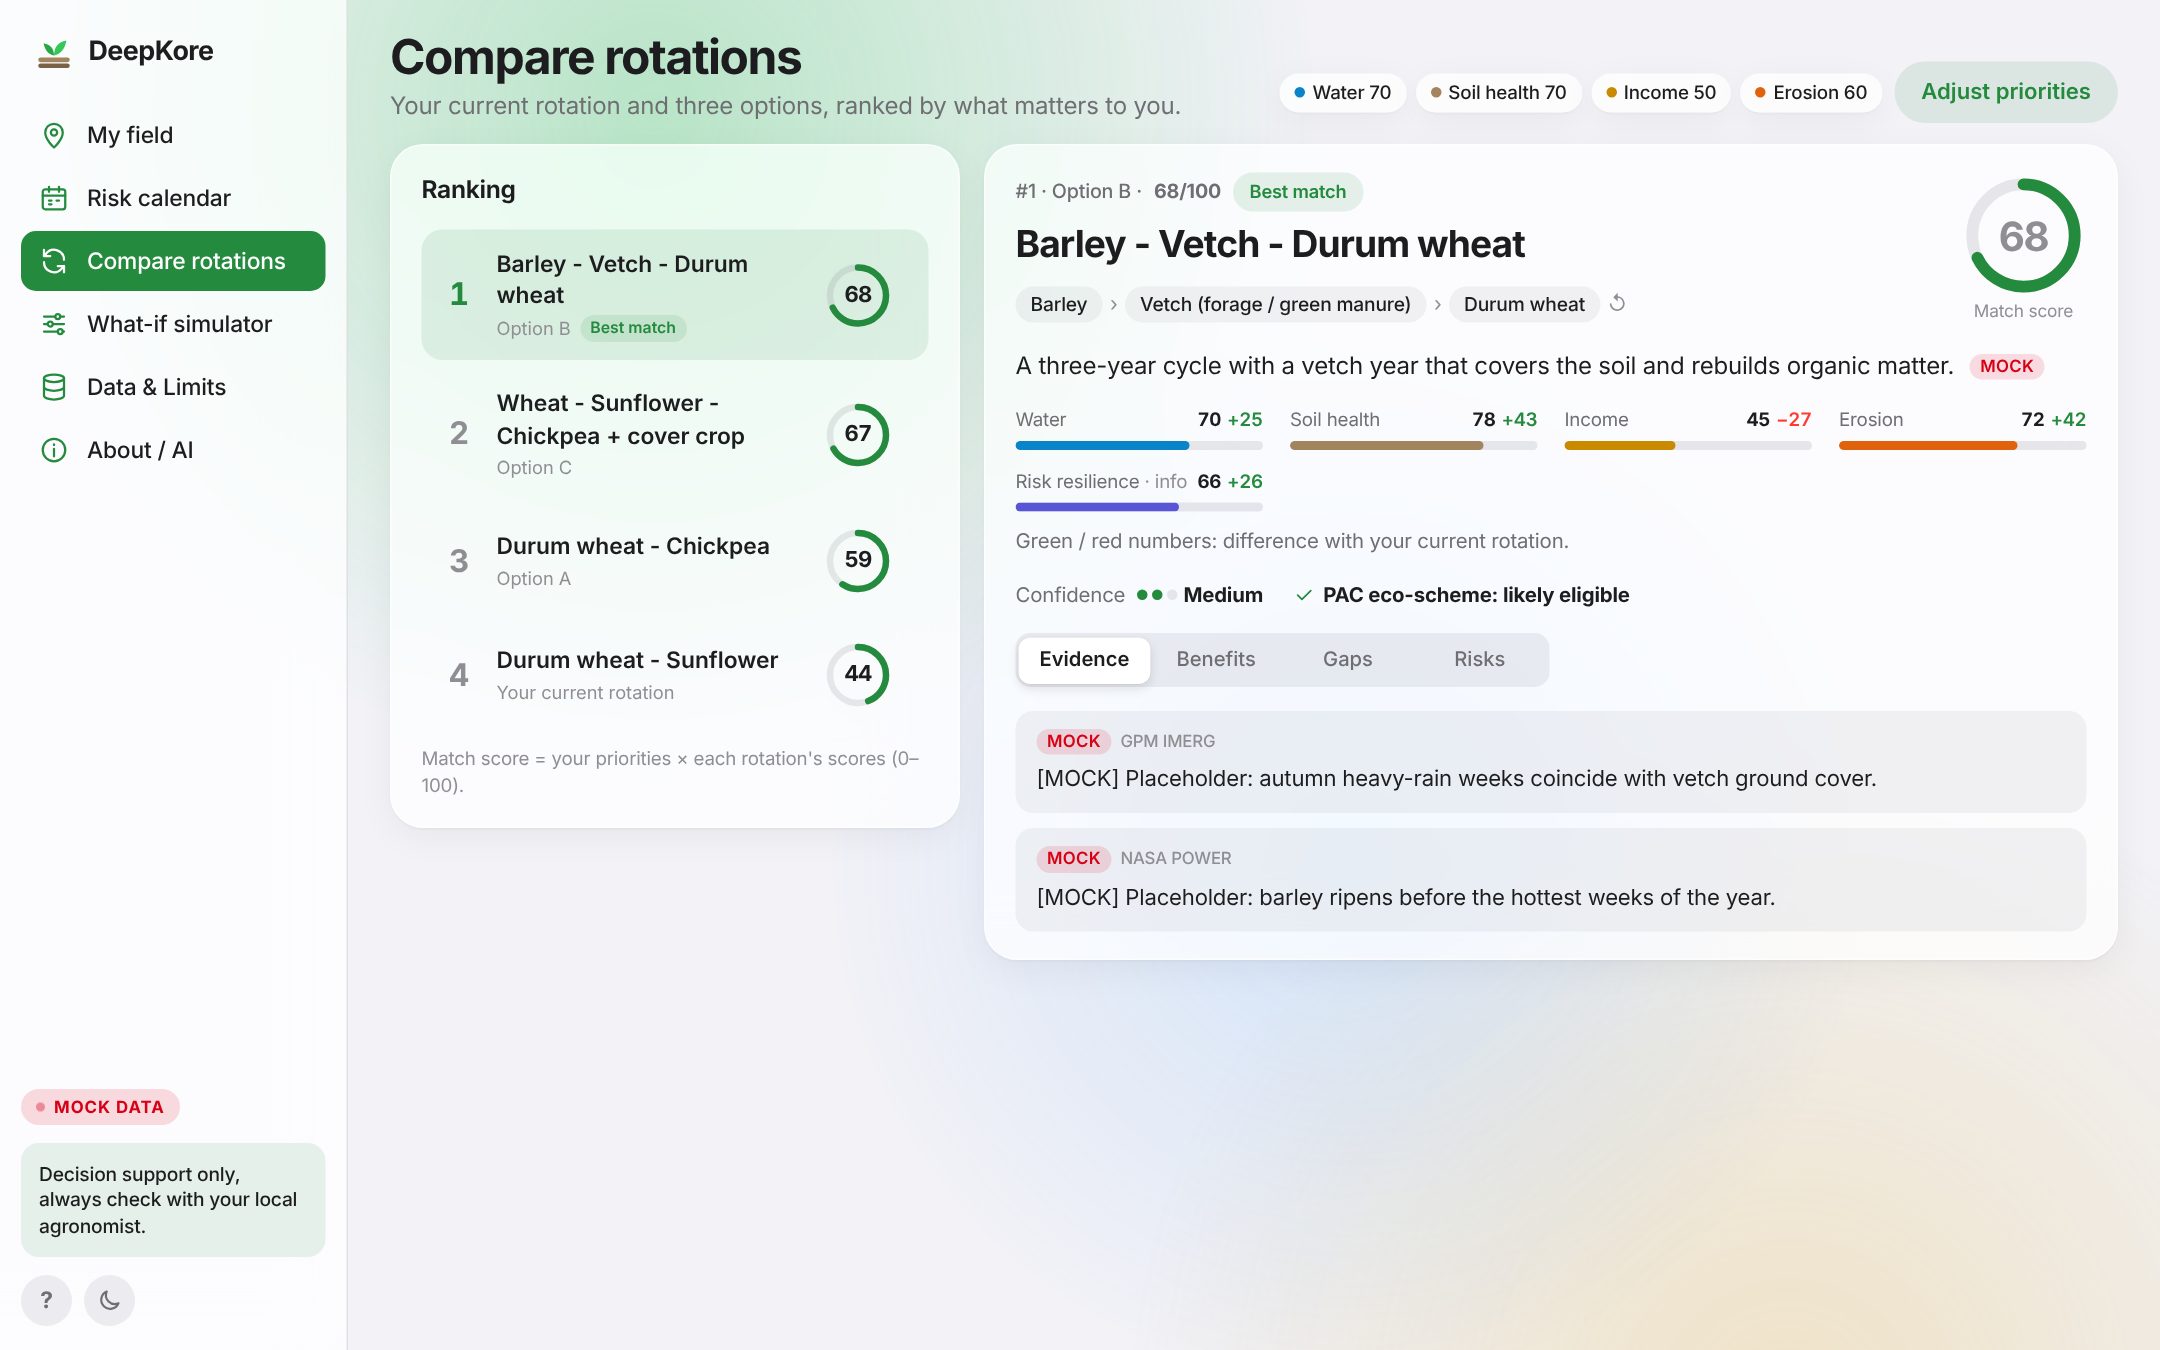 DeepKore
My field
Risk calendar
Compare rotations
What-if simulator
Data & Limits
About / AI
MOCK DATA
Decision support only,
always check with your local
agronomist.
?
Compare rotations
Your current rotation and three options, ranked by what matters to you.
Water 70
Soil health 70
Income 50
Erosion 60
Adjust priorities
Ranking
1
Barley - Vetch - Durum
wheat
Option B Best match
68
2
Wheat - Sunflower -
Chickpea + cover crop
Option C
67
3
Durum wheat - Chickpea
Option A
59
4
Durum wheat - Sunflower
Your current rotation
44
Match score = your priorities × each rotation's scores (0–
100).
#1 · Option B · 68/100 Best match
Barley - Vetch - Durum wheat
Barley › Vetch (forage / green manure) › Durum wheat
68
Match score
A three-year cycle with a vetch year that covers the soil and rebuilds organic matter. MOCK
Water 70 +25
Soil health 78 +43
Income 45 −27
Erosion 72 +42
Risk resilience · info 66 +26
Green / red numbers: difference with your current rotation.
Confidence Medium
PAC eco-scheme: likely eligible
Evidence Benefits Gaps Risks
MOCK GPM IMERG
[MOCK] Placeholder: autumn heavy-rain weeks coincide with vetch ground cover.
MOCK NASA POWER
[MOCK] Placeholder: barley ripens before the hottest weeks of the year.